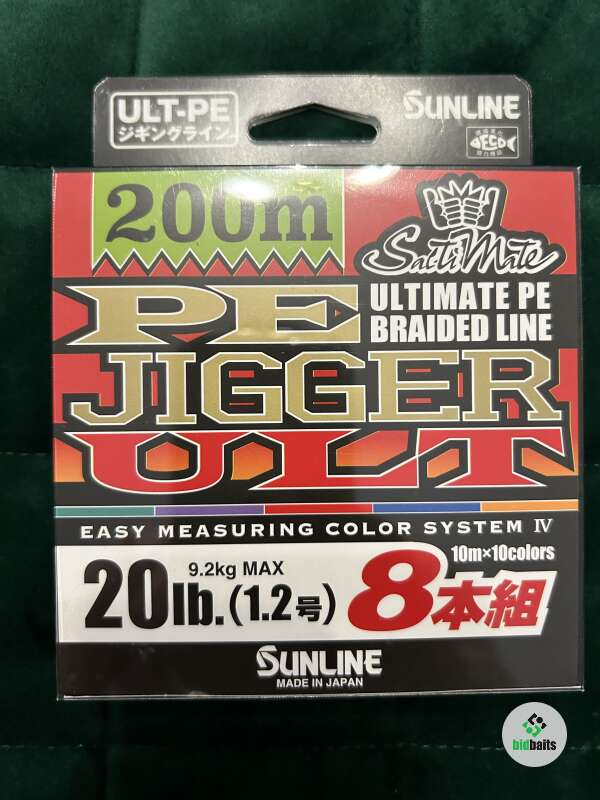 ULT-PE
ジギングライン
SUNLINE
ECO
200m
SaltiMate
PE
ULTIMATE PE
BRAIDED LINE
JIGGER
ULT
EASY MEASURING COLOR SYSTEM Ⅳ
10m×10colors
9.2kg MAX
20lb.(1.2号)
8本組
SUNLINE
MADE IN JAPAN
bidbaits